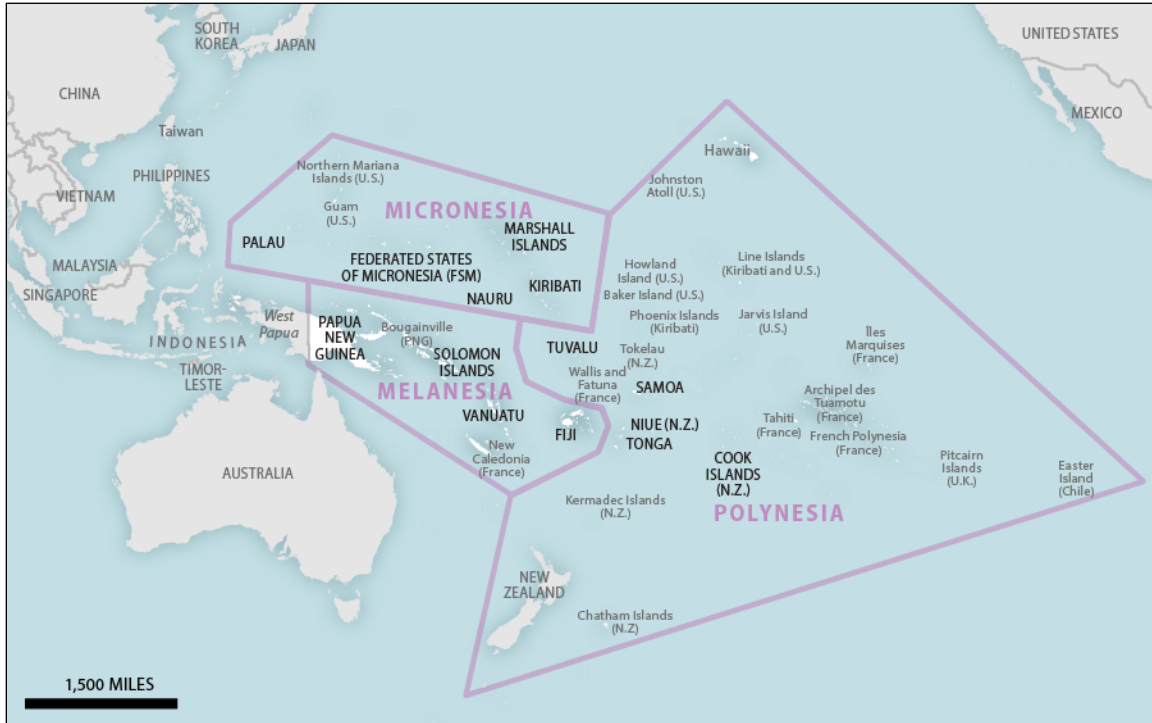 SOUTH
KOREA
JAPAN
UNITED STATES
CHINA
MEXICO
Taiwan
Hawaii
PHILIPPINES
Northern Mariana
Islands (U.S.)
Johnston
Atoll (U.S.)
VIETNAM
Guam
(U.S.)
MICRONESIA
MARSHALL
ISLANDS
PALAU
FEDERATED STATES
OF MICRONESIA (FSM)
Howland
Island (U.S.)
Line Islands
(Kiribati and U.S.)
MALAYSIA
KIRIBATI
Baker Island (U.S.)
SINGAPORE
NAURU
Phoenix Islands
(Kiribati)
Jarvis Island
(U.S.)
West
Papua
PAPUA
NEW
GUINEA
Bougainville
(PNG)
Îles
Marquises
(France)
INDONESIA
TUVALU
Tokelau
(N.Z.)
SOLOMON
ISLANDS
TIMOR-
LESTE
Wallis and
Fatuna
(France)
SAMOA
MELANESIA
Archipel des
Tuamotu
(France)
VANUATU
Tahiti
(France)
NIUE (N.Z.)
FIJI
TONGA
French Polynesia
(France)
New
Caledonia
(France)
COOK
ISLANDS
(N.Z.)
Pitcairn
Islands
(U.K.)
Easter
Island
(Chile)
AUSTRALIA
Kermadec Islands
(N.Z.)
POLYNESIA
NEW
ZEALAND
Chatham Islands
(N.Z)
1,500 MILES